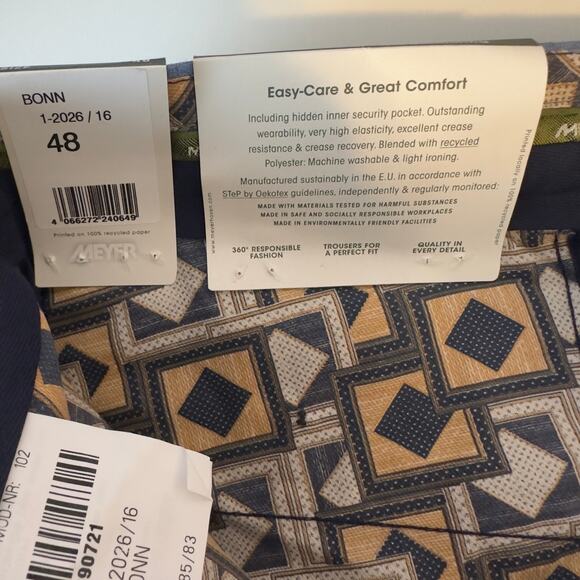 BONN
1-2026 / 16
48
4 066272 240649
Printed on 100% recycled paper
MEYER
Easy-Care & Great Comfort
Including hidden inner security pocket. Outstanding
wearability, very high elasticity, excellent crease
resistance & crease recovery. Blended with recycled
Polyester: Machine washable & light ironing.
Manufactured sustainably in the E.U. in accordance with
STeP by Oekotex guidelines, independently & regularly monitored:
MADE WITH MATERIALS TESTED FOR HARMFUL SUBSTANCES
MADE IN SAFE AND SOCIALLY RESPONSIBLE WORKPLACES
MADE IN ENVIRONMENTALLY FRIENDLY FACILITIES
360° RESPONSIBLE
FASHION
TROUSERS FOR
A PERFECT FIT
QUALITY IN
EVERY DETAIL
www.meyerhosen.com
Printed locally on 100% recycled paper
MOD-NR: 102
90721
-2026/16
ONN
85/83